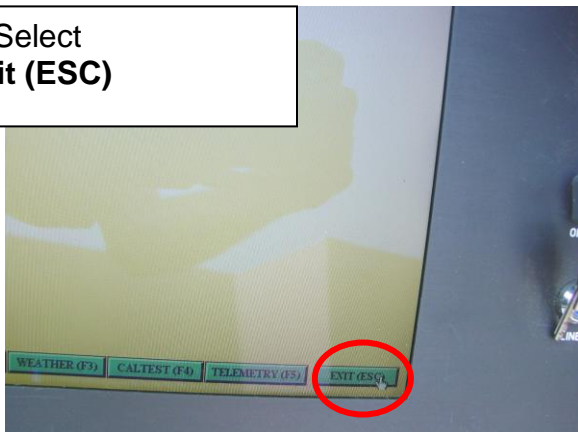 Select
it (ESC)
WEATHER (F3) CALTEST (F4) TELEMETRY (F5) EXIT (ESC)